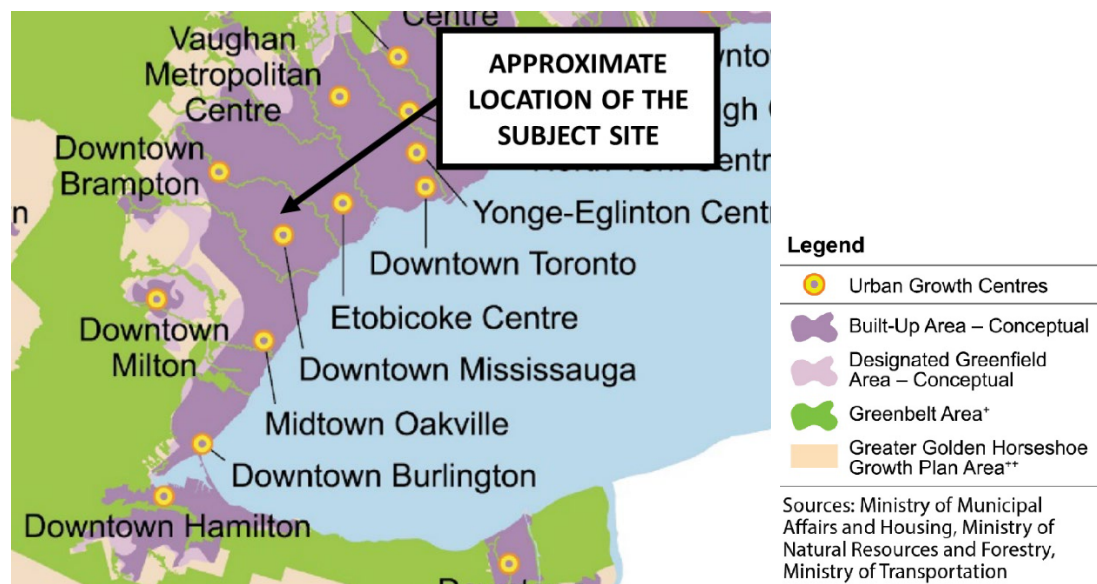 Centre
Vaughan
Metropolitan
Centre
APPROXIMATE
LOCATION OF THE
SUBJECT SITE
Downtown
Brampton
Yonge-Eglinton
Downtown Toronto
Etobicoke Centre
Downtown
Milton
Downtown Mississauga
Midtown Oakville
Downtown Burlington
Downtown Hamilton
Legend
Urban Growth Centres
Built-Up Area – Conceptual
Designated Greenfield
Area – Conceptual
Greenbelt Area⁺
Greater Golden Horseshoe
Growth Plan Area⁺⁺
Sources: Ministry of Municipal
Affairs and Housing, Ministry of
Natural Resources and Forestry,
Ministry of Transportation